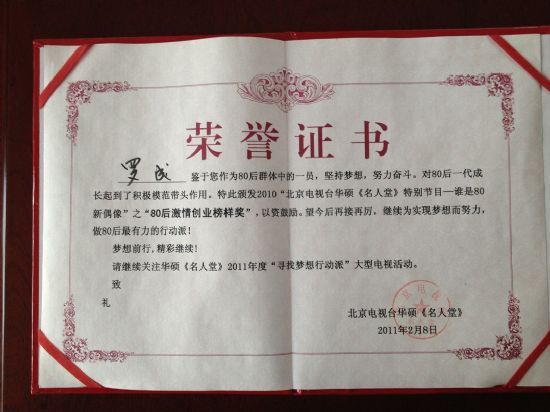 荣誉证书
罗成 鉴于您作为80后群体中的一员，坚持梦想，努力奋斗。对80后一代成
长起到了积极模范带头作用。特此颁发2010“北京电视台华硕《名人堂》特别节目—谁是80
新偶像”之“80后激情创业榜样奖”，以资鼓励。望今后再接再厉，继续为实现梦想而努力，
做80后最有力的行动派！
梦想前行，精彩继续！
请继续关注华硕《名人堂》2011年度“寻找梦想行动派”大型电视活动。
致
礼
北京电视台华硕《名人堂》
2011年2月8日